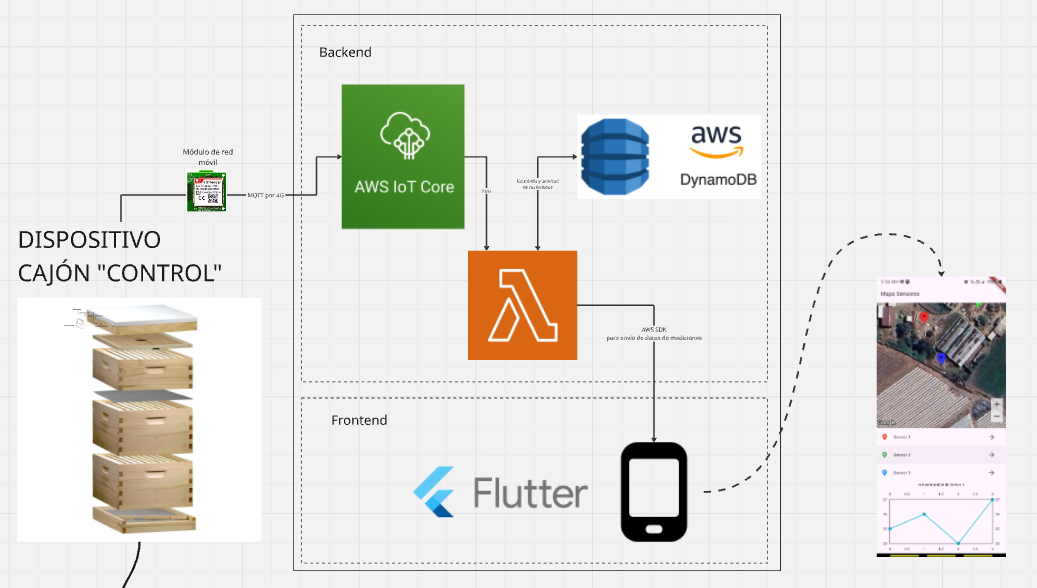 Backend
AWS IoT Core
aws
DynamoDB
Módulo de red
móvil
MQTT por 4G
DISPOSITIVO
CAJÓN "CONTROL"
AWS SDK
para envío de datos de mediciones
Frontend
Flutter
Mapa Sensores
Sensor 1
Sensor 2
Sensor 3